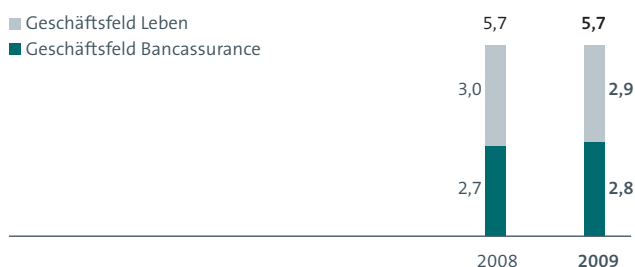 Geschäftsfeld Leben
Geschäftsfeld Bancassurance
5,7 5,7
3,0 2,9
2,7 2,8
2008 2009